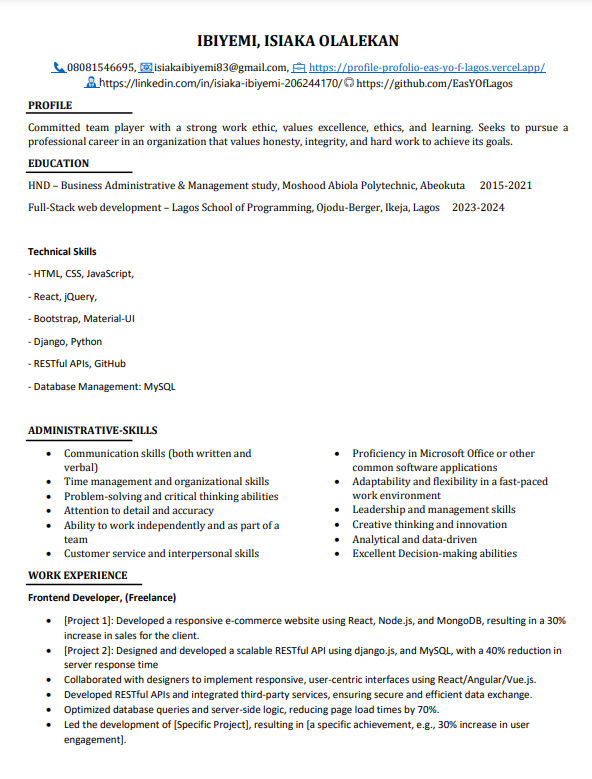 IBIYEMI, ISIAKA OLALEKAN
08081546695, isiakaibiyemi83@gmail.com, https://profile-profolio-eas-yo-f-lagos.vercel.app/
https://linkedin.com/in/isiaka-ibiyemi-206244170/ https://github.com/EasYOfLagos
PROFILE
Committed team player with a strong work ethic, values excellence, ethics, and learning. Seeks to pursue a
professional career in an organization that values honesty, integrity, and hard work to achieve its goals.
EDUCATION
HND – Business Administrative & Management study, Moshood Abiola Polytechnic, Abeokuta 2015-2021
Full-Stack web development – Lagos School of Programming, Ojodu-Berger, Ikeja, Lagos 2023-2024
Technical Skills
- HTML, CSS, JavaScript,
- React, jQuery,
- Bootstrap, Material-UI
- Django, Python
- RESTful APIs, GitHub
- Database Management: MySQL
ADMINISTRATIVE-SKILLS
• Communication skills (both written and
verbal)
• Time management and organizational skills
• Problem-solving and critical thinking abilities
• Attention to detail and accuracy
• Ability to work independently and as part of a
team
• Customer service and interpersonal skills
• Proficiency in Microsoft Office or other
common software applications
• Adaptability and flexibility in a fast-paced
work environment
• Leadership and management skills
• Creative thinking and innovation
• Analytical and data-driven
• Excellent Decision-making abilities
WORK EXPERIENCE
Frontend Developer, (Freelance)
• [Project 1]: Developed a responsive e-commerce website using React, Node.js, and MongoDB, resulting in a 30%
increase in sales for the client.
• [Project 2]: Designed and developed a scalable RESTful API using django.js, and MySQL, with a 40% reduction in
server response time
• Collaborated with designers to implement responsive, user-centric interfaces using React/Angular/Vue.js.
• Developed RESTful APIs and integrated third-party services, ensuring secure and efficient data exchange.
• Optimized database queries and server-side logic, reducing page load times by 70%.
• Led the development of [Specific Project], resulting in [a specific achievement, e.g., 30% increase in user
engagement].